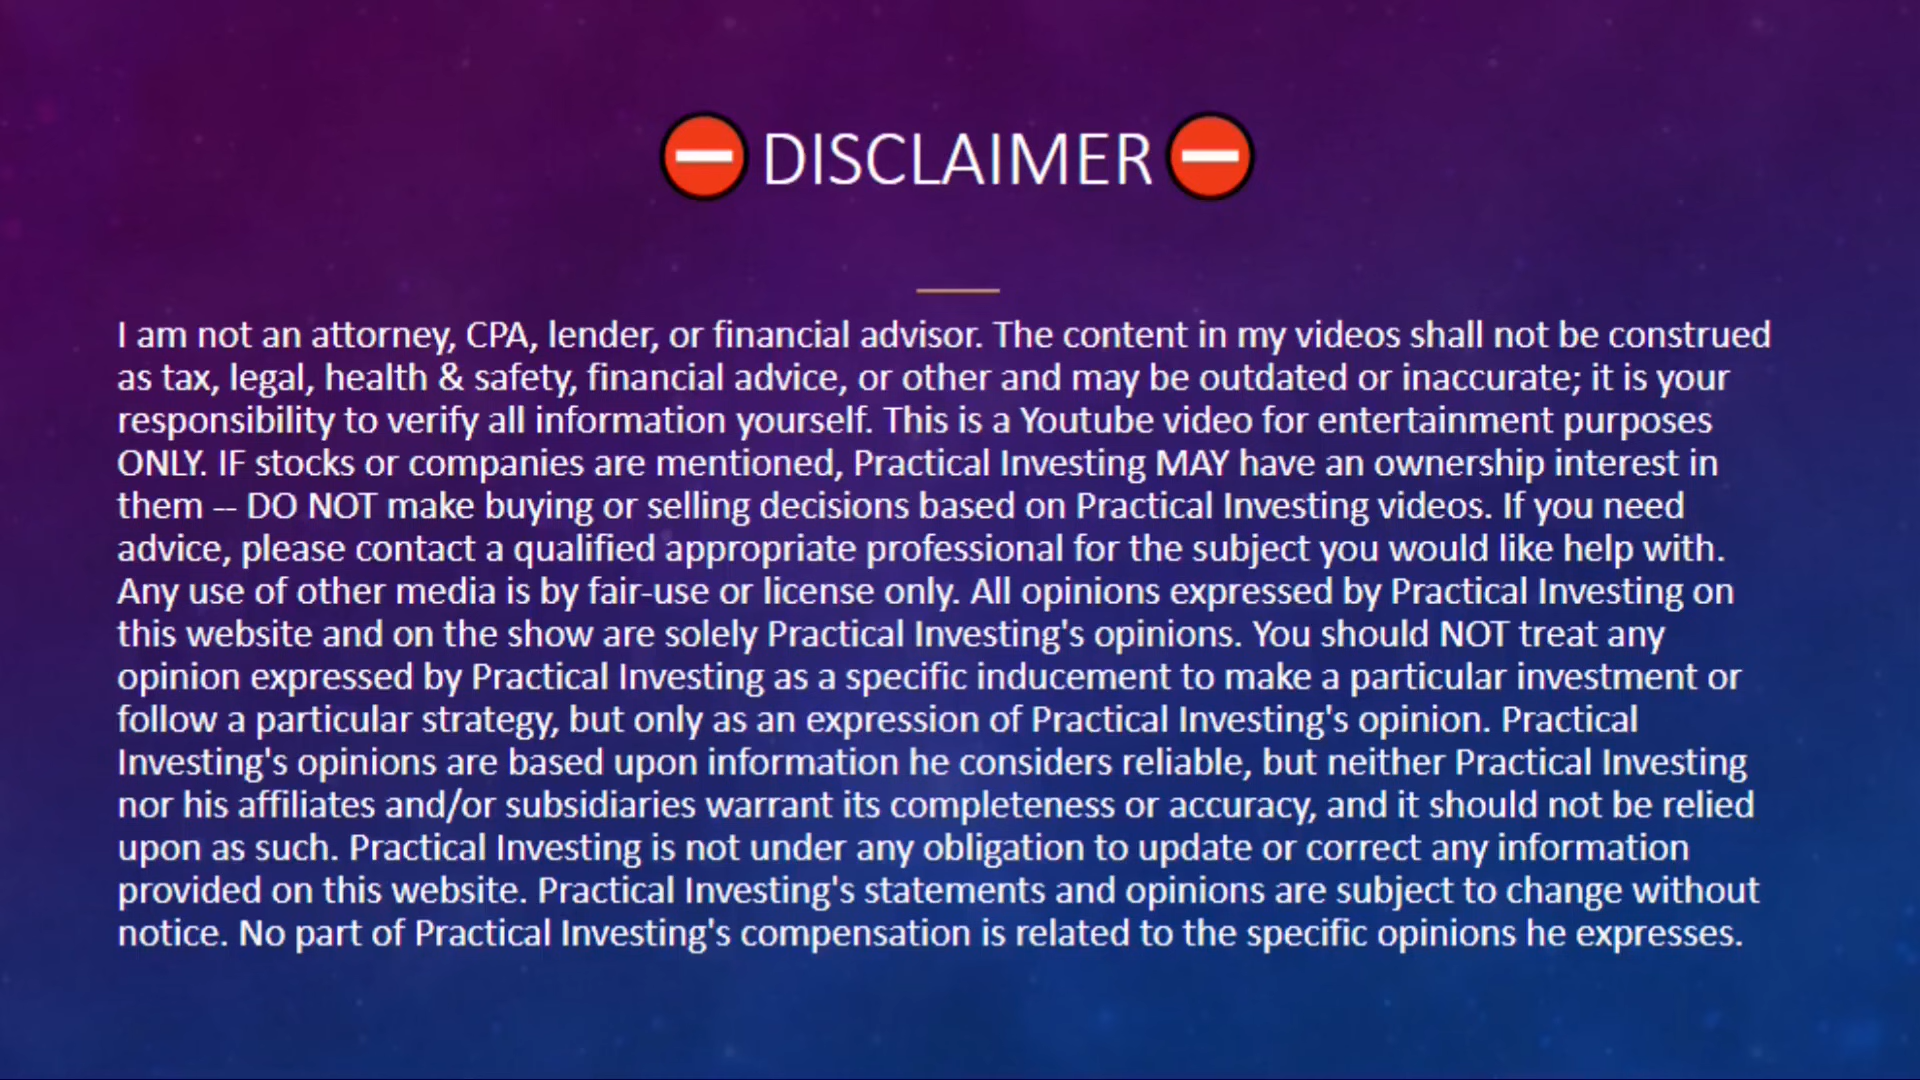 ⛔DISCLAIMER⛔
I am not an attorney, CPA, lender, or financial advisor. The content in my videos shall not be construed
as tax, legal, health & safety, financial advice, or other and may be outdated or inaccurate; it is your
responsibility to verify all information yourself. This is a Youtube video for entertainment purposes
ONLY. IF stocks or companies are mentioned, Practical Investing MAY have an ownership interest in
them -- DO NOT make buying or selling decisions based on Practical Investing videos. If you need
advice, please contact a qualified appropriate professional for the subject you would like help with.
Any use of other media is by fair-use or license only. All opinions expressed by Practical Investing on
this website and on the show are solely Practical Investing's opinions. You should NOT treat any
opinion expressed by Practical Investing as a specific inducement to make a particular investment or
follow a particular strategy, but only as an expression of Practical Investing's opinion. Practical
Investing's opinions are based upon information he considers reliable, but neither Practical Investing
nor his affiliates and/or subsidiaries warrant its completeness or accuracy, and it should not be relied
upon as such. Practical Investing is not under any obligation to update or correct any information
provided on this website. Practical Investing's statements and opinions are subject to change without
notice. No part of Practical Investing's compensation is related to the specific opinions he expresses.